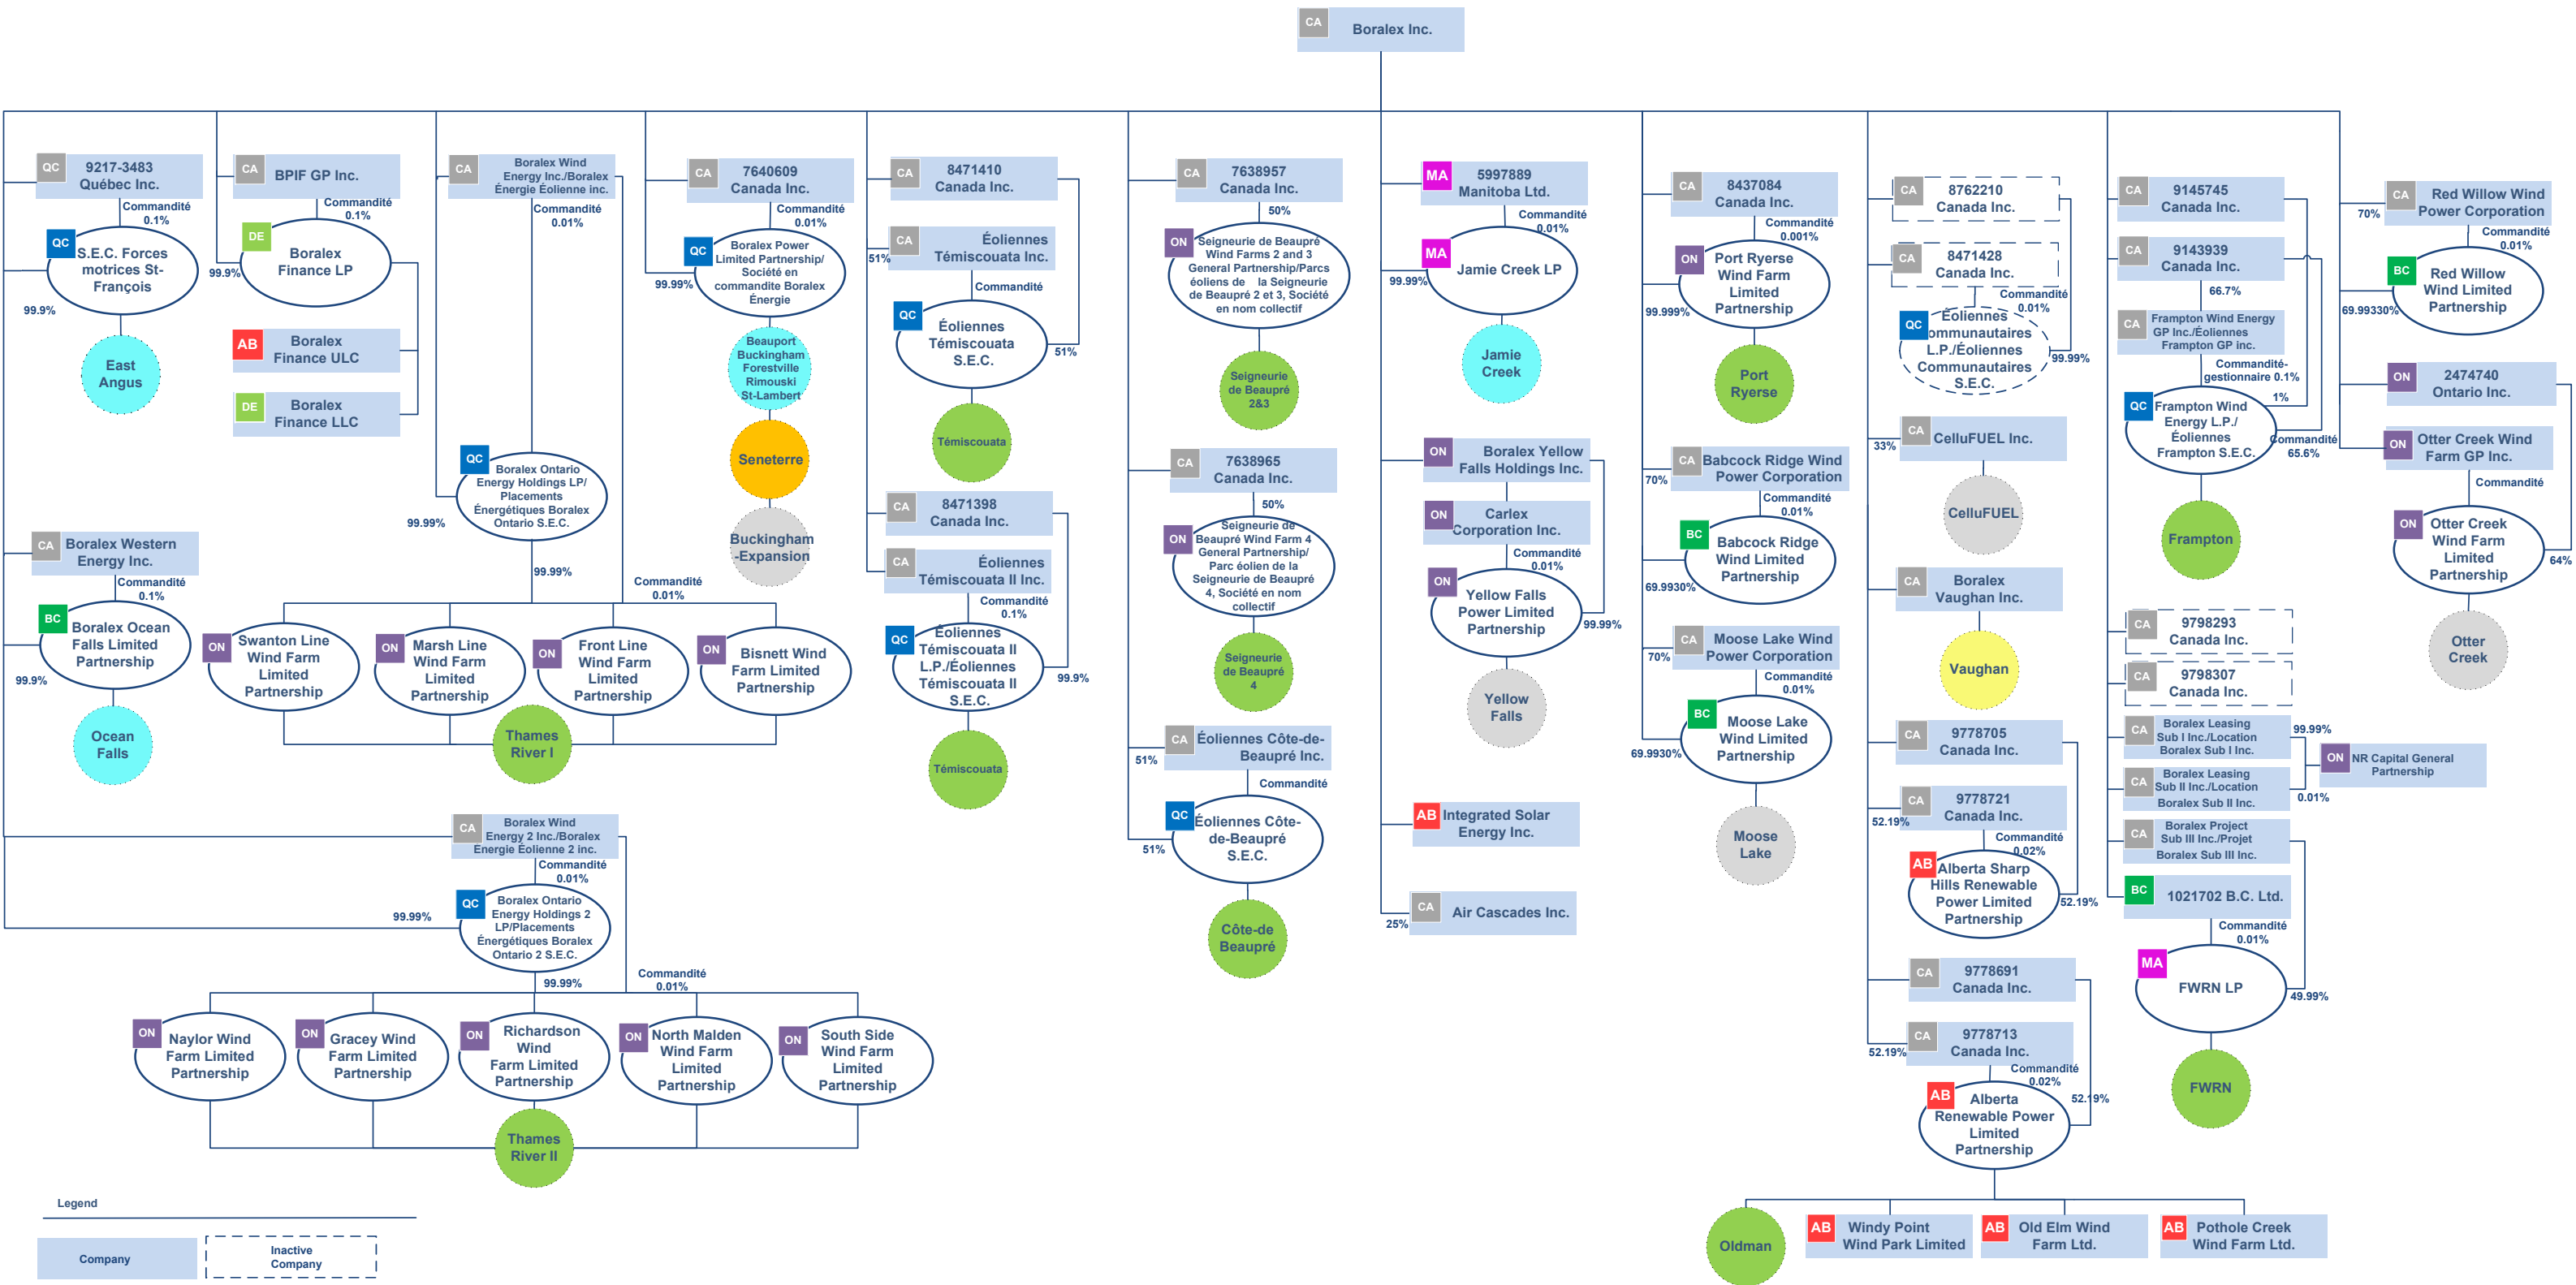 CA
Boralex Inc.
QC
9217-3483
Québec Inc.
Commandité
0.1%
QC
S.E.C. Forces
motrices St-
François
99.9%
East
Angus
CA
Boralex Western
Energy Inc.
Commandité
0.1%
BC
Boralex Ocean
Falls Limited
Partnership
99.9%
Ocean
Falls
CA
BPIF GP Inc.
Commandité
0.1%
DE
Boralex
Finance LP
99.9%
AB
Boralex
Finance ULC
DE
Boralex
Finance LLC
CA
Boralex Wind
Energy Inc./Boralex
Énergie Éolienne inc.
Commandité
0.01%
QC
Boralex Ontario
Energy Holdings LP/
Placements
Énergétiques Boralex
Ontario S.E.C.
99.99%
99.99%
Commandité
0.01%
ON
Swanton Line
Wind Farm
Limited
Partnership
ON
Marsh Line
Wind Farm
Limited
Partnership
ON
Front Line
Wind Farm
Limited
Partnership
ON
Bisnett Wind
Farm Limited
Partnership
Thames
River I
CA
Boralex Wind
Energy 2 Inc./Boralex
Énergie Éolienne 2 inc.
Commandité
0.01%
QC
Boralex Ontario
Energy Holdings 2
LP/Placements
Énergétiques Boralex
Ontario 2 S.E.C.
99.99%
99.99%
Commandité
0.01%
ON
Naylor Wind
Farm Limited
Partnership
ON
Gracey Wind
Farm Limited
Partnership
ON
Richardson
Wind
Farm Limited
Partnership
ON
North Malden
Wind Farm
Limited
Partnership
ON
South Side
Wind Farm
Limited
Partnership
Thames
River II
CA
7640609
Canada Inc.
Commandité
0.01%
QC
Boralex Power
Limited Partnership/
Société en
commandite Boralex
Énergie
99.99%
Beauport
Buckingham
Forestville
Rimouski
St-Lambert
Seneterre
Buckingham
-Expansion
CA
8471410
Canada Inc.
CA
Éoliennes
Témiscouata Inc.
51%
Commandité
QC
Éoliennes
Témiscouata
S.E.C.
51%
Témiscouata
CA
8471398
Canada Inc.
CA
Éoliennes
Témiscouata II Inc.
Commandité
0.1%
QC
Éoliennes
Témiscouata II
L.P./Éoliennes
Témiscouata II
S.E.C.
99.9%
Témiscouata
CA
7638957
Canada Inc.
50%
ON
Seigneurie de Beaupré
Wind Farms 2 and 3
General Partnership/Parcs
éoliens de la Seigneurie
de Beaupré 2 et 3, Société
en nom collectif
Seigneurie
de Beaupré
2&3
CA
7638965
Canada Inc.
50%
ON
Seigneurie de
Beaupré Wind Farm 4
General Partnership/
Parc éolien de la
Seigneurie de Beaupré
4, Société en nom
collectif
Seigneurie
de Beaupré
4
CA
Éoliennes Côte-de-
Beaupré Inc.
51%
Commandité
QC
Éoliennes Côte-
de-Beaupré
S.E.C.
51%
Côte-de
Beaupré
MA
5997889
Manitoba Ltd.
Commandité
0.01%
MA
Jamie Creek LP
99.99%
Jamie
Creek
ON
Boralex Yellow
Falls Holdings Inc.
ON
Carlex
Corporation Inc.
Commandité
0.01%
ON
Yellow Falls
Power Limited
Partnership
99.99%
Yellow
Falls
AB
Integrated Solar
Energy Inc.
CA
Air Cascades Inc.
25%
CA
8437084
Canada Inc.
Commandité
0.001%
ON
Port Ryerse
Wind Farm
Limited
Partnership
99.999%
Port
Ryerse
CA
Babcock Ridge Wind
Power Corporation
70%
Commandité
0.01%
BC
Babcock Ridge
Wind Limited
Partnership
69.9930%
CA
Moose Lake Wind
Power Corporation
70%
Commandité
0.01%
BC
Moose Lake
Wind Limited
Partnership
69.9930%
Moose
Lake
CA
8762210
Canada Inc.
CA
8471428
Canada Inc.
Commandité
0.01%
QC
Éoliennes
ommunautaires
L.P./Éoliennes
Communautaires
S.E.C.
99.99%
CA
CelluFUEL Inc.
33%
CelluFUEL
CA
Boralex
Vaughan Inc.
Vaughan
CA
9778705
Canada Inc.
CA
9778721
Canada Inc.
52.19%
Commandité
0.02%
AB
Alberta Sharp
Hills Renewable
Power Limited
Partnership
52.19%
CA
9778691
Canada Inc.
CA
9778713
Canada Inc.
52.19%
Commandité
0.02%
AB
Alberta
Renewable Power
Limited
Partnership
52.19%
Oldman
AB
Windy Point
Wind Park Limited
AB
Old Elm Wind
Farm Ltd.
AB
Pothole Creek
Wind Farm Ltd.
CA
9145745
Canada Inc.
CA
9143939
Canada Inc.
66.7%
CA
Frampton Wind Energy
GP Inc./Éoliennes
Frampton GP inc.
Commandité-
gestionnaire 0.1%
1%
QC
Frampton Wind
Energy L.P./
Éoliennes
Frampton S.E.C.
Commandité
65.6%
Frampton
CA
9798293
Canada Inc.
CA
9798307
Canada Inc.
CA
Boralex Leasing
Sub I Inc./Location
Boralex Sub I Inc.
99.99%
CA
Boralex Leasing
Sub II Inc./Location
Boralex Sub II Inc.
0.01%
ON
NR Capital General
Partnership
CA
Boralex Project
Sub III Inc./Projet
Boralex Sub III Inc.
BC
1021702 B.C. Ltd.
Commandité
0.01%
MA
FWRN LP
49.99%
FWRN
CA
Red Willow Wind
Power Corporation
70%
Commandité
0.01%
BC
Red Willow
Wind Limited
Partnership
69.99330%
ON
2474740
Ontario Inc.
ON
Otter Creek Wind
Farm GP Inc.
Commandité
ON
Otter Creek
Wind Farm
Limited
Partnership
64%
Otter
Creek
Legend
Company
Inactive
Company